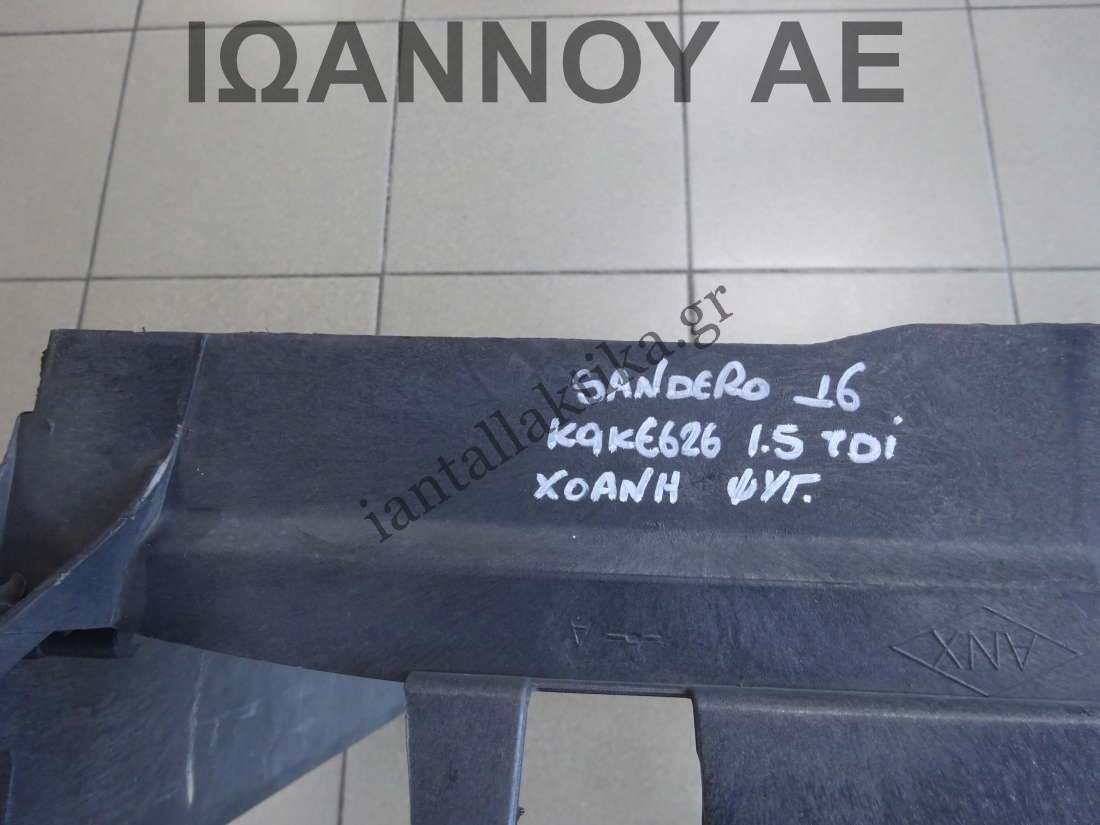 ΙΩΑΝΝΟΥ ΑΕ
iantallaktika.gr
SANDERO 16
K9KE626 1.5 TDi
ΧΟΑΝΗ ΨΥΓ.
ANX